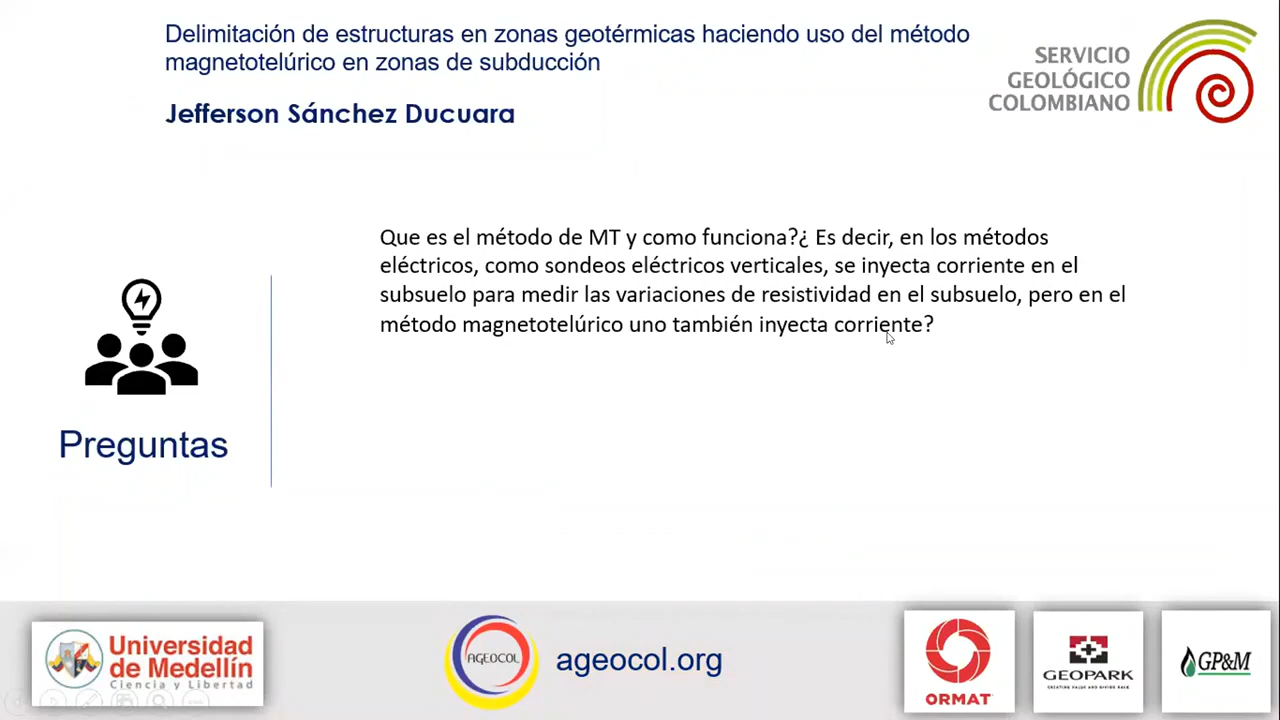 Delimitación de estructuras en zonas geotérmicas haciendo uso del método
magnetotelúrico en zonas de subducción
Jefferson Sánchez Ducuara
SERVICIO
GEOLÓGICO
COLOMBIANO
Que es el método de MT y como funciona?¿ Es decir, en los métodos
eléctricos, como sondeos eléctricos verticales, se inyecta corriente en el
subsuelo para medir las variaciones de resistividad en el subsuelo, pero en el
método magnetotelúrico uno también inyecta corriente?
Preguntas
Universidad
de Medellín
Ciencia y Libertad
AGEOCOL
ageocol.org
ORMAT
GEOPARK
GP&M